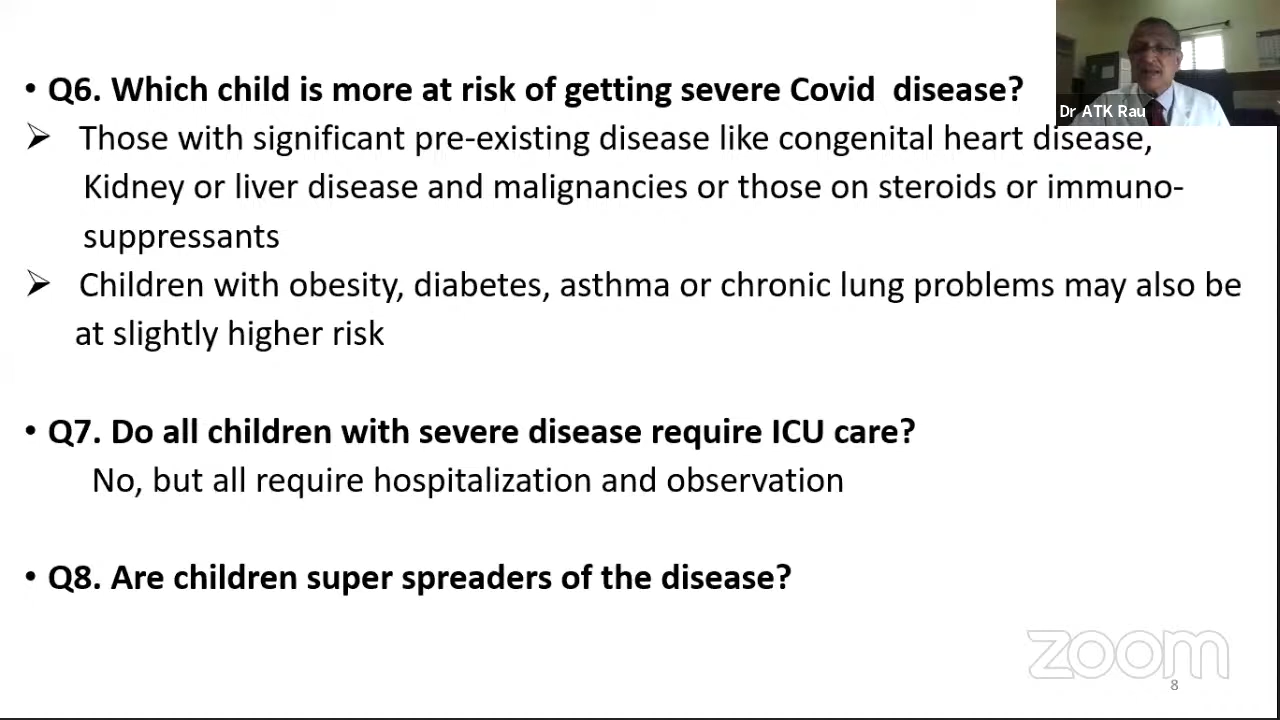 • Q6. Which child is more at risk of getting severe Covid  disease?
Dr ATK Rau
➢ Those with significant pre-existing disease like congenital heart disease,
Kidney or liver disease and malignancies or those on steroids or immuno-
suppressants
➢ Children with obesity, diabetes, asthma or chronic lung problems may also be
at slightly higher risk
• Q7. Do all children with severe disease require ICU care?
No, but all require hospitalization and observation
• Q8. Are children super spreaders of the disease?
zoom
8